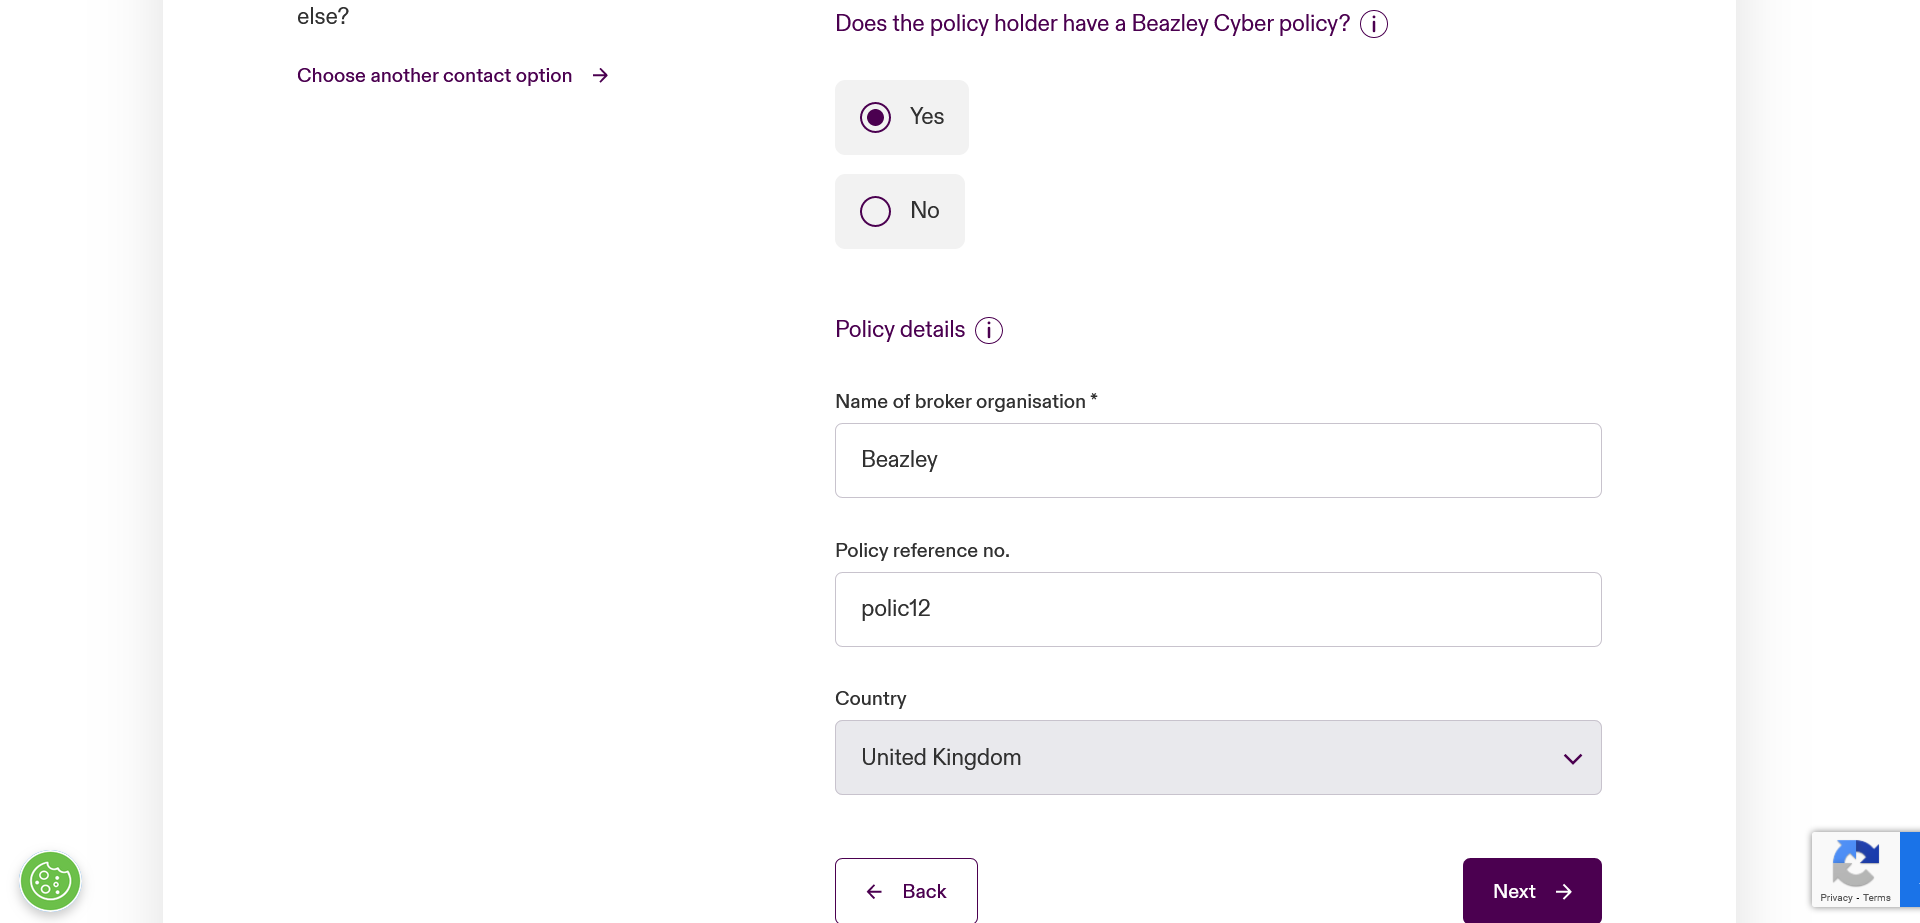 else?
Choose another contact option
Does the policy holder have a Beazley Cyber policy?
Yes
No
Policy details
Name of broker organisation *
Beazley
Policy reference no.
polic12
Country
United Kingdom
Back
Next
Privacy - Terms